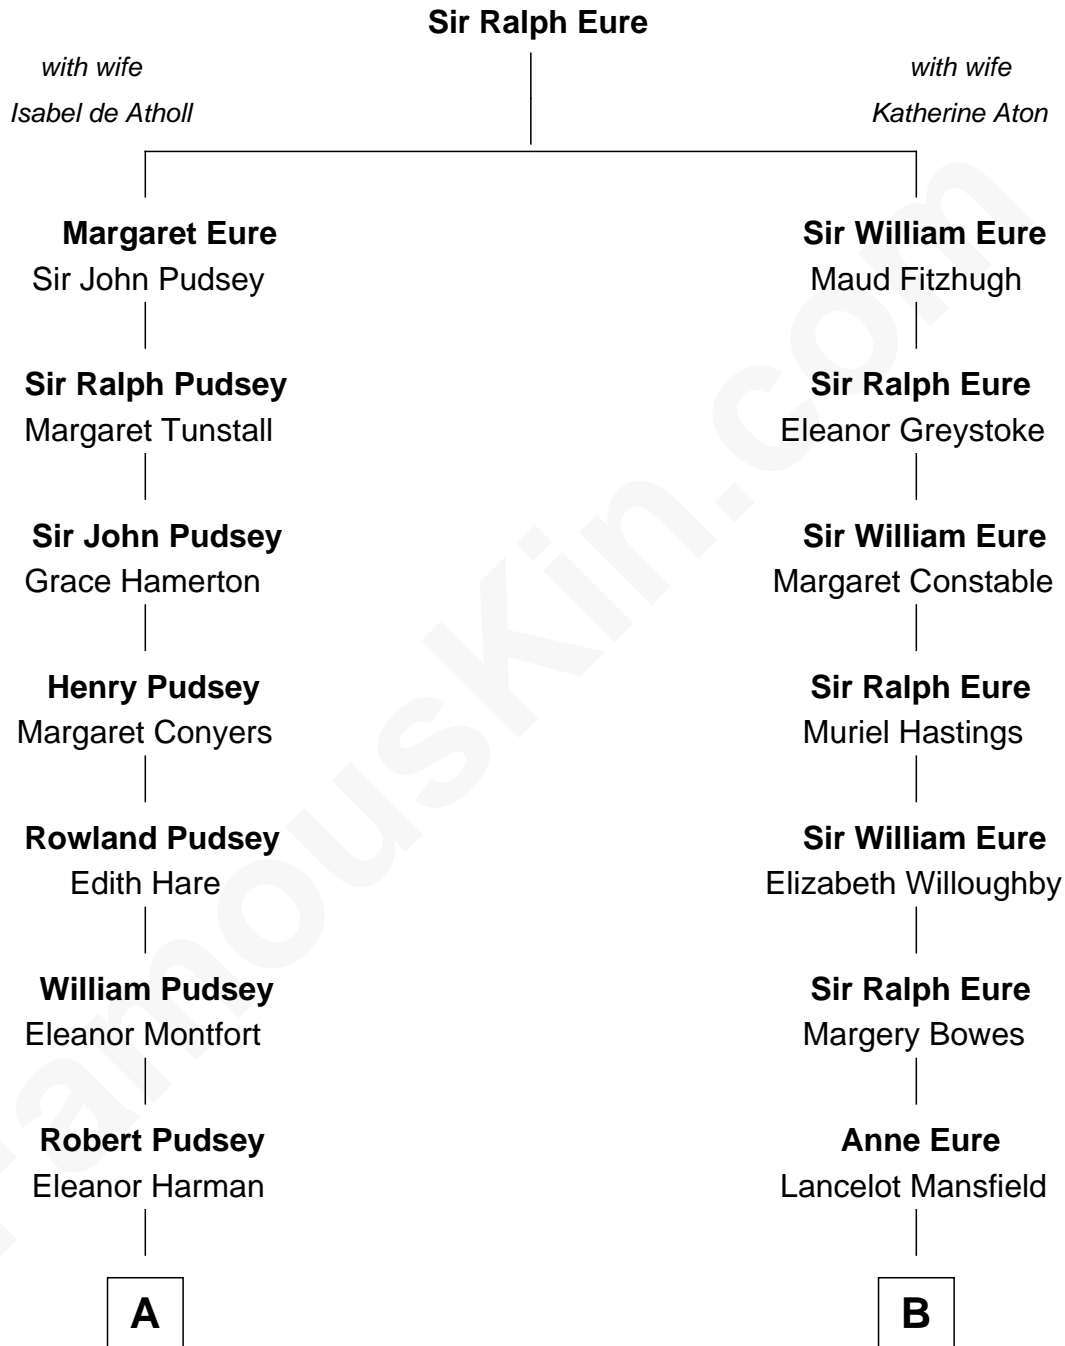 Sir Ralph Eure
with wife
Isabel de Atholl
with wife
Katherine Aton
Margaret Eure
Sir John Pudsey
Sir William Eure
Maud Fitzhugh
Sir Ralph Pudsey
Margaret Tunstall
Sir Ralph Eure
Eleanor Greystoke
Sir John Pudsey
Grace Hamerton
Sir William Eure
Margaret Constable
Henry Pudsey
Margaret Conyers
Sir Ralph Eure
Muriel Hastings
Rowland Pudsey
Edith Hare
Sir William Eure
Elizabeth Willoughby
William Pudsey
Eleanor Montfort
Sir Ralph Eure
Margery Bowes
Robert Pudsey
Eleanor Harman
Anne Eure
Lancelot Mansfield
A
B
FamousKin.com